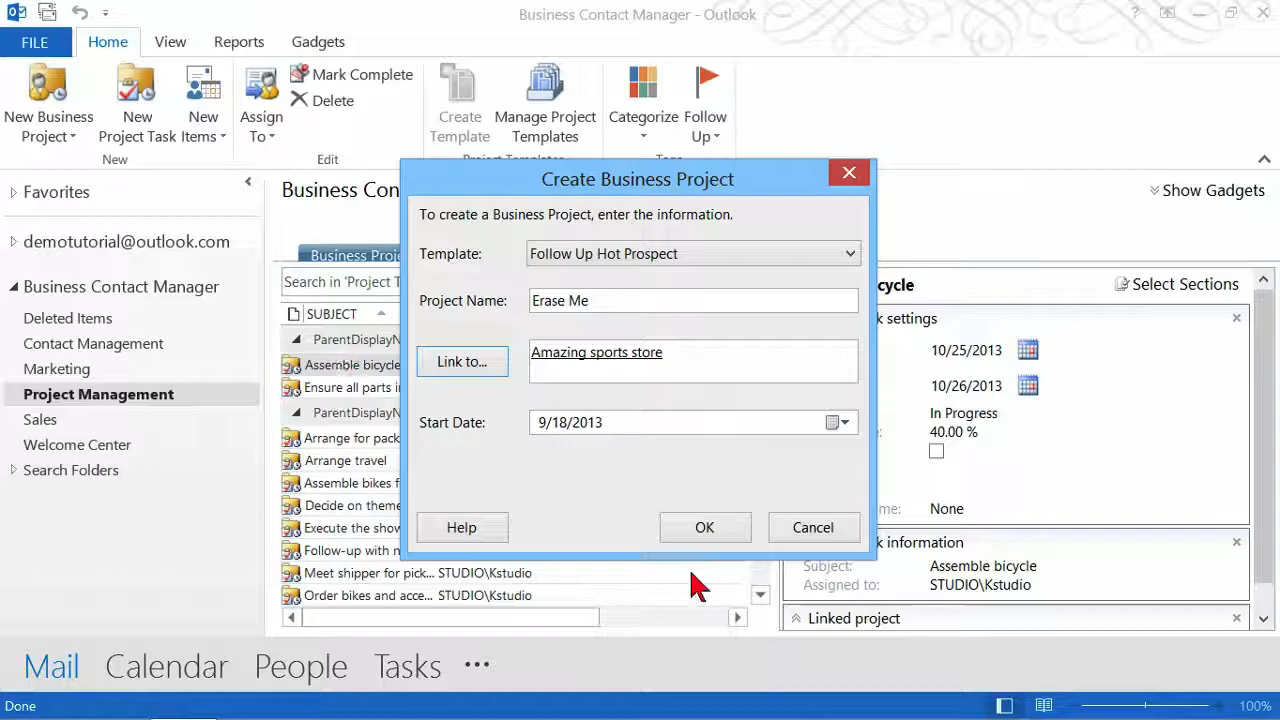 Business Contact Manager - Outlook
FILE
Home
View
Reports
Gadgets
New Business
Project
New
Project Task
New
Items
Assign
To
Mark Complete
Delete
Create
Template
Manage Project
Templates
Categorize
Follow
Up
New
Edit
Favorites
demotutorial@outlook.com
Business Contact Manager
Deleted Items
Contact Management
Marketing
Project Management
Sales
Welcome Center
Search Folders
Business Con
Show Gadgets
Business Proje
Search in 'Project T
SUBJECT
ParentDisplayN
Assemble bicycle
Ensure all parts i
ParentDisplayN
Arrange for pack
Arrange travel
Assemble bikes f
Decide on theme
Execute the show
Follow-up with n
Meet shipper for pick... STUDIO\Kstudio
Order bikes and acce... STUDIO\Kstudio
Create Business Project
To create a Business Project, enter the information.
Template:
Follow Up Hot Prospect
Project Name:
Erase Me
Link to...
Amazing sports store
Start Date:
9/18/2013
Help
OK
Cancel
cycle
Select Sections
k settings
10/25/2013
10/26/2013
In Progress
40.00 %
me:
None
k information
Subject:
Assemble bicycle
Assigned to:
STUDIO\Kstudio
Linked project
Mail
Calendar
People
Tasks
Done
100%